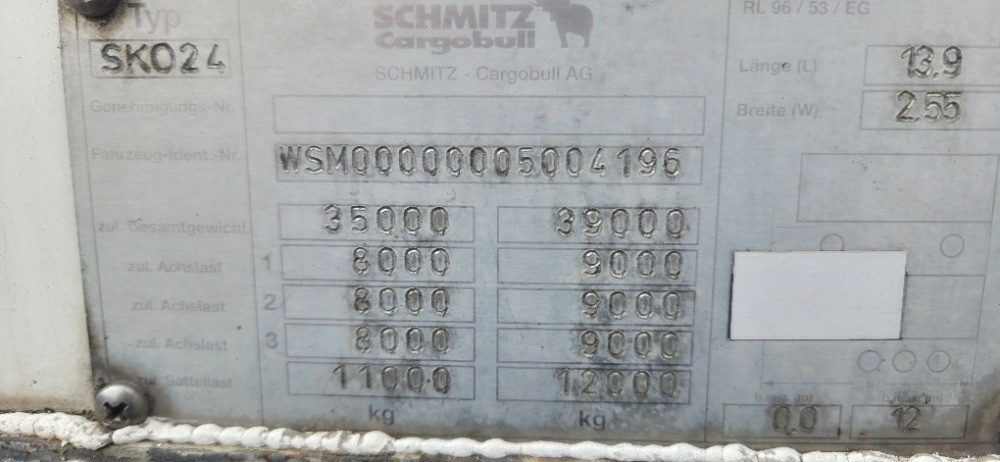 Typ
SKO24
SCHMITZ
Cargobull
SCHMITZ - Cargobull AG
RL 96 / 53 / EG
Länge (L) 13.9
Breite (W) 2.55
Genehmigungs-Nr.
Fahrzeug-Ident.-Nr. WSM00000005004196
zul. Gesamtgewicht 35000 39000
zul. Achslast 1 8000 9000
zul. Achslast 2 8000 9000
zul. Achslast 3 8000 9000
Sattellast 11000 12000
kg kg
0.0 12